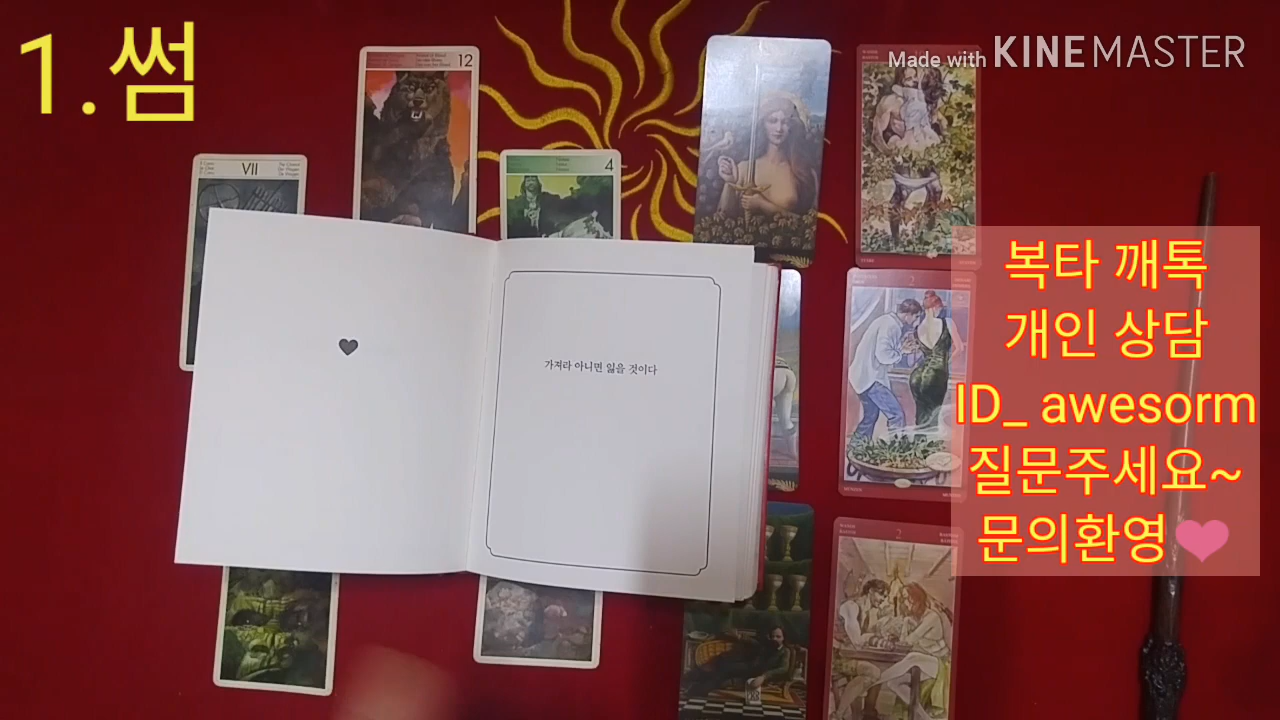 1.썸
Made with KINEMASTER
12
VII
4
가져라 아니면 잃을 것이다
2
2
복타 깨톡
개인 상담
ID_ awesorm
질문주세요~
문의환영